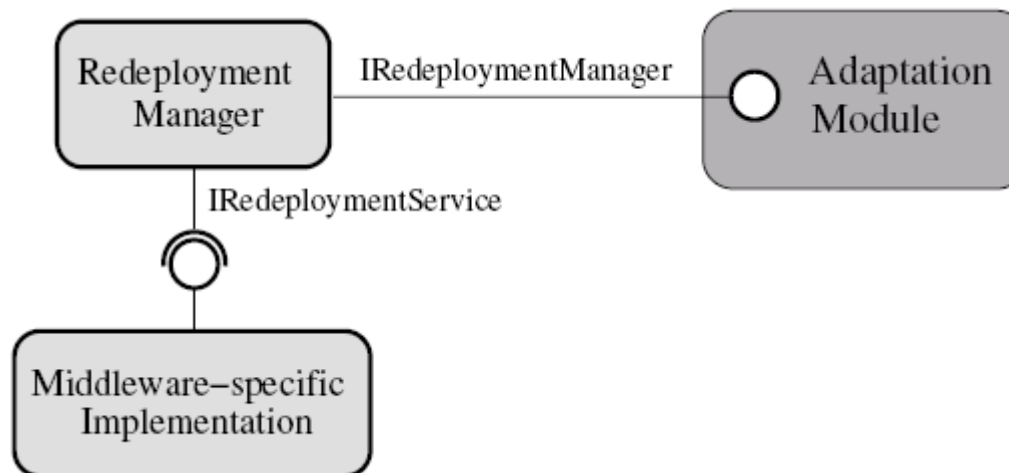 Redeployment
Manager
IRedeploymentManager
Adaptation
Module
IRedeploymentService
Middleware-specific
Implementation